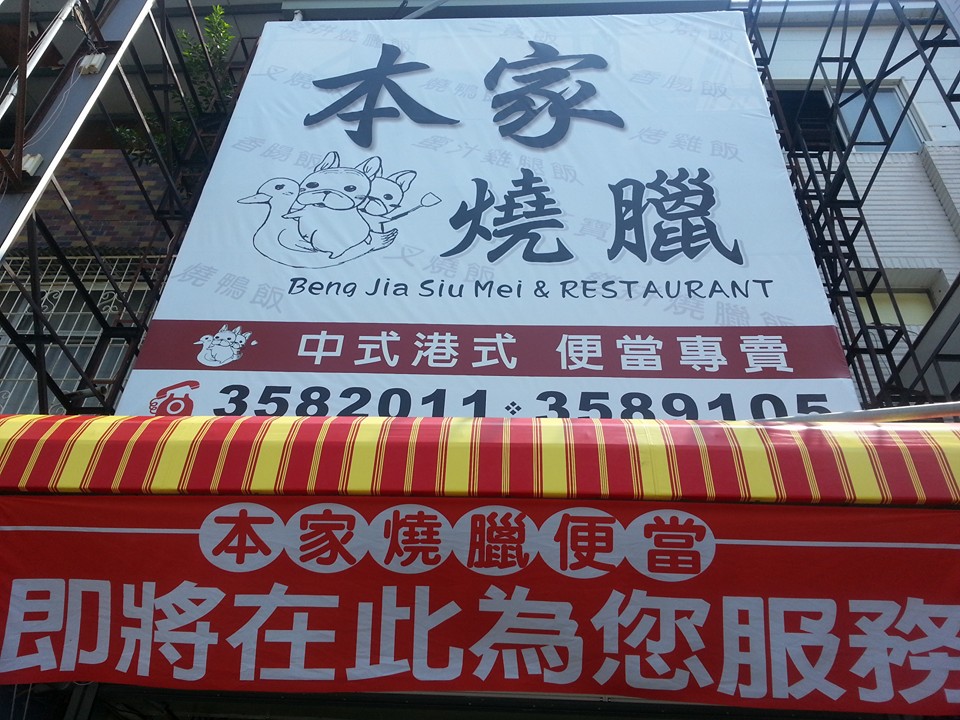 本家
燒臘
Beng Jia Siu Mei & RESTAURANT
中式港式 便當專賣
3582011 3589105
本家燒臘便當
即將在此為您服務